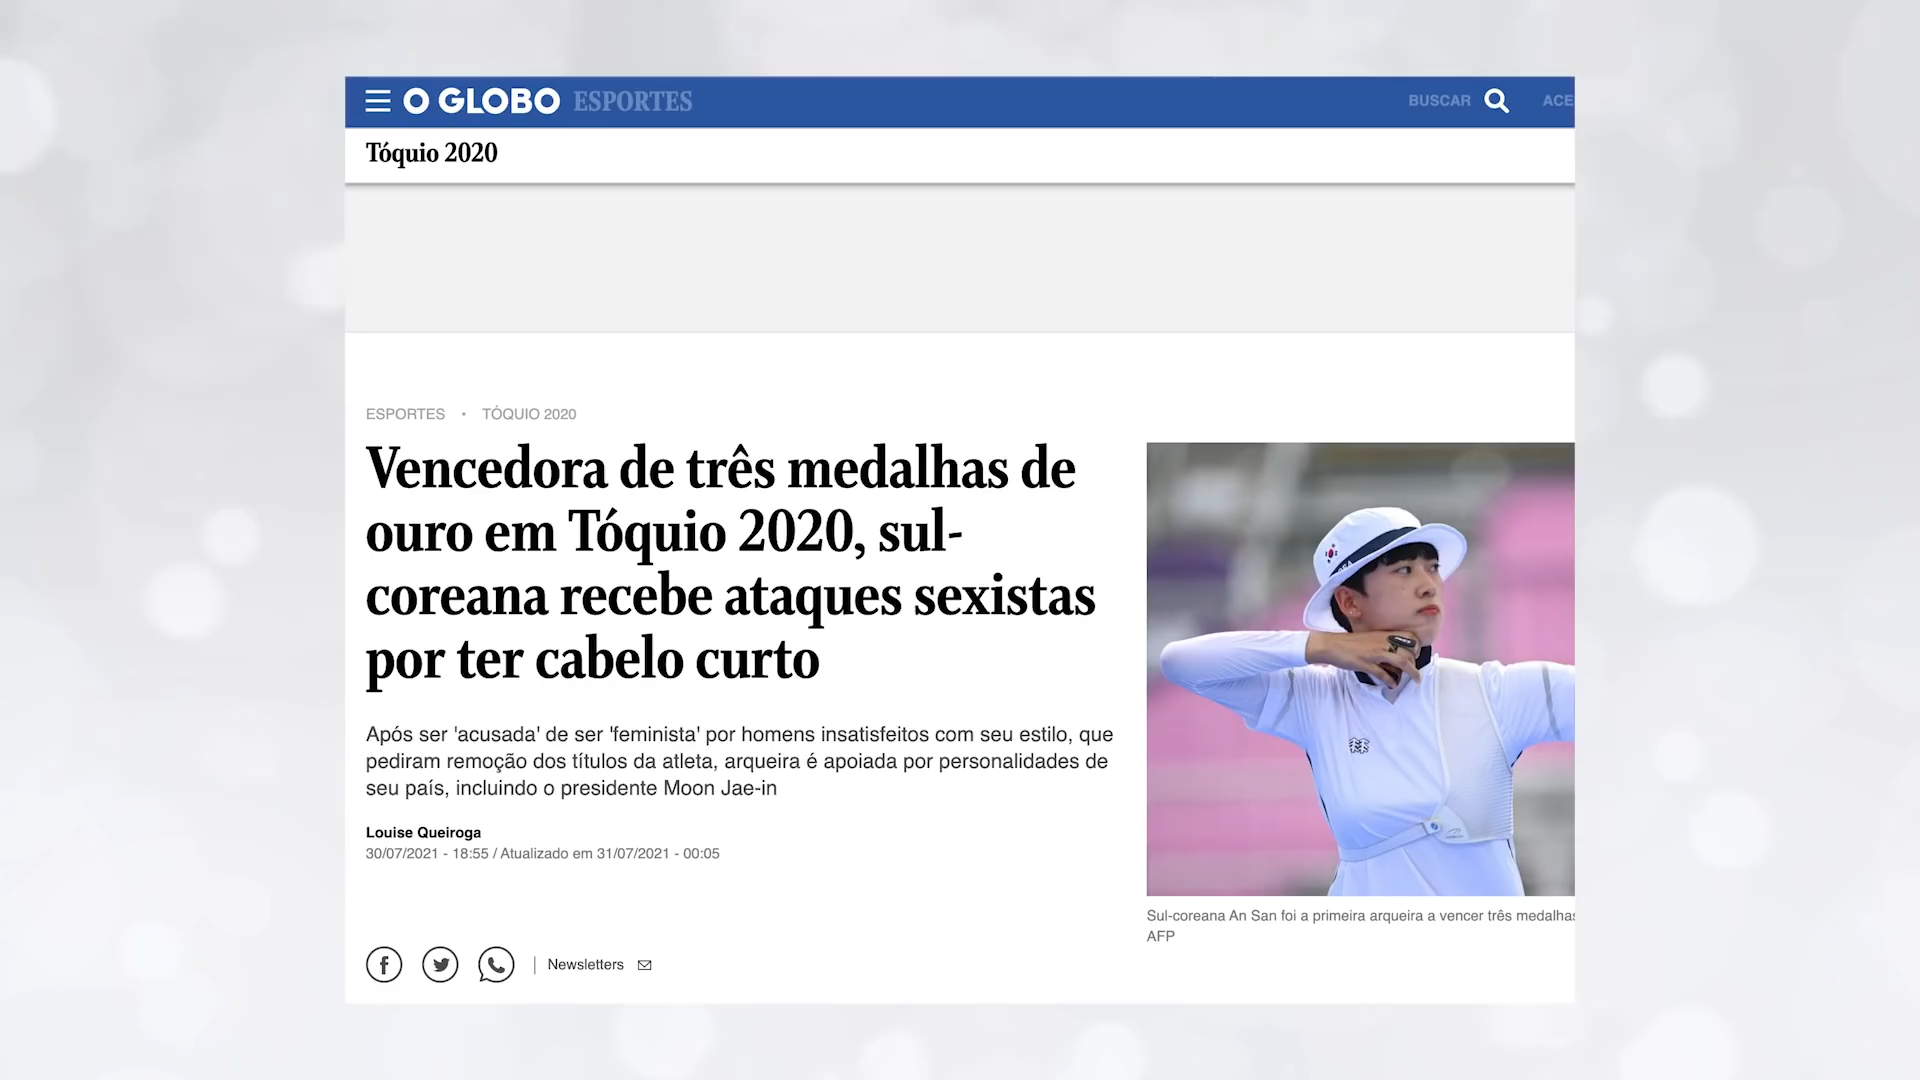 O GLOBO ESPORTES
BUSCAR
ACE
Tóquio 2020
ESPORTES • TÓQUIO 2020
Vencedora de três medalhas de
ouro em Tóquio 2020, sul-
coreana recebe ataques sexistas
por ter cabelo curto
Após ser 'acusada' de ser 'feminista' por homens insatisfeitos com seu estilo, que
pediram remoção dos títulos da atleta, arqueira é apoiada por personalidades de
seu país, incluindo o presidente Moon Jae-in
Louise Queiroga
30/07/2021 - 18:55 / Atualizado em 31/07/2021 - 00:05
Newsletters
Sul-coreana An San foi a primeira arqueira a vencer três medalhas
AFP